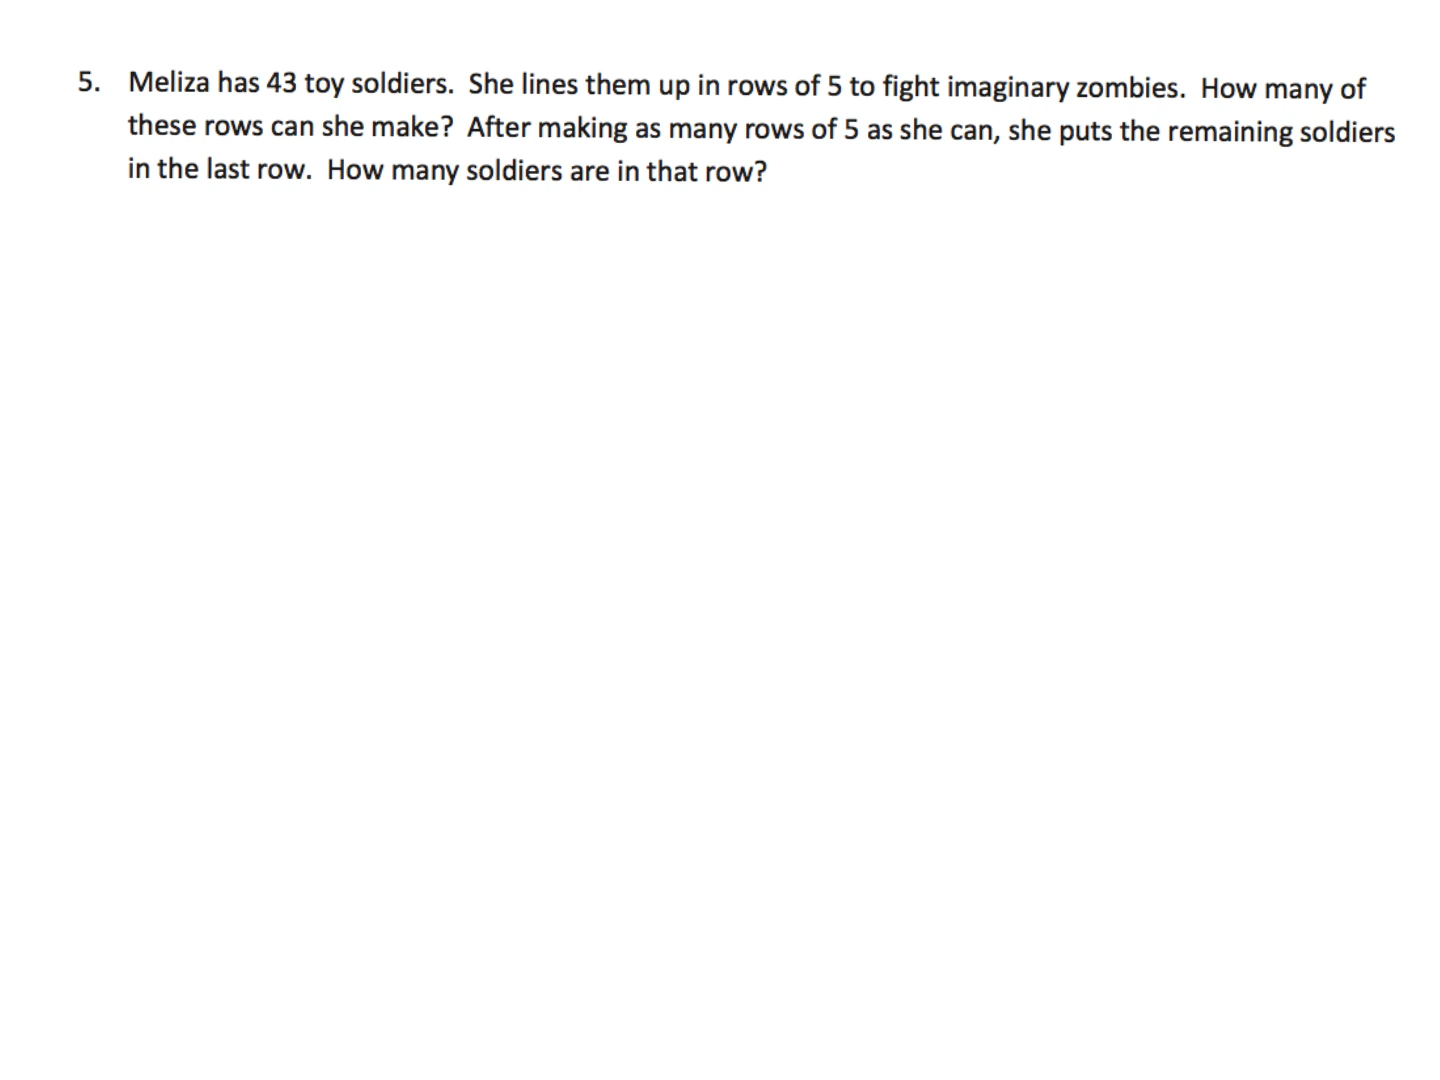 5. Meliza has 43 toy soldiers. She lines them up in rows of 5 to fight imaginary zombies. How many of
these rows can she make? After making as many rows of 5 as she can, she puts the remaining soldiers
in the last row. How many soldiers are in that row?